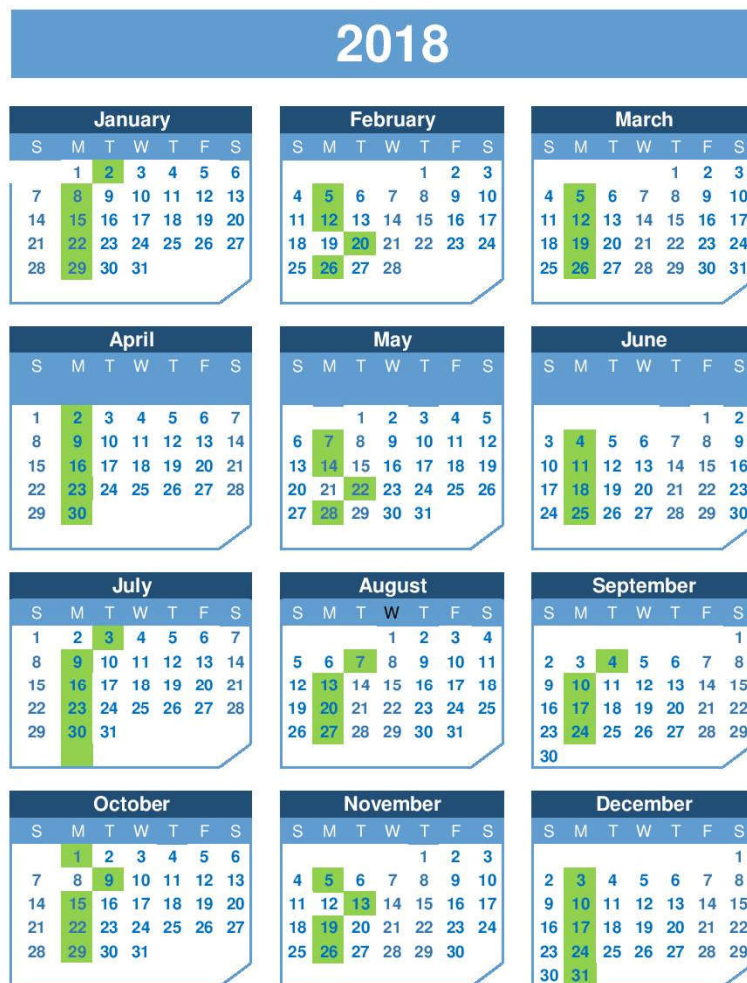 2018
January
S M T W T F S
1 2 3 4 5 6
7 8 9 10 11 12 13
14 15 16 17 18 19 20
21 22 23 24 25 26 27
28 29 30 31
February
S M T W T F S
1 2 3
4 5 6 7 8 9 10
11 12 13 14 15 16 17
18 19 20 21 22 23 24
25 26 27 28
March
S M T W T F S
1 2 3
4 5 6 7 8 9 10
11 12 13 14 15 16 17
18 19 20 21 22 23 24
25 26 27 28 29 30 31
April
S M T W T F S
1 2 3 4 5 6 7
8 9 10 11 12 13 14
15 16 17 18 19 20 21
22 23 24 25 26 27 28
29 30
May
S M T W T F S
1 2 3 4 5
6 7 8 9 10 11 12
13 14 15 16 17 18 19
20 21 22 23 24 25 26
27 28 29 30 31
June
S M T W T F S
1 2
3 4 5 6 7 8 9
10 11 12 13 14 15 16
17 18 19 20 21 22 23
24 25 26 27 28 29 30
July
S M T W T F S
1 2 3 4 5 6 7
8 9 10 11 12 13 14
15 16 17 18 19 20 21
22 23 24 25 26 27 28
29 30 31
August
S M T W T F S
1 2 3 4
5 6 7 8 9 10 11
12 13 14 15 16 17 18
19 20 21 22 23 24 25
26 27 28 29 30 31
September
S M T W T F S
1
2 3 4 5 6 7 8
9 10 11 12 13 14 15
16 17 18 19 20 21 22
23 24 25 26 27 28 29
30
October
S M T W T F S
1 2 3 4 5 6
7 8 9 10 11 12 13
14 15 16 17 18 19 20
21 22 23 24 25 26 27
28 29 30 31
November
S M T W T F S
1 2 3
4 5 6 7 8 9 10
11 12 13 14 15 16 17
18 19 20 21 22 23 24
25 26 27 28 29 30
December
S M T W T F S
1
2 3 4 5 6 7 8
9 10 11 12 13 14 15
16 17 18 19 20 21 22
23 24 25 26 27 28 29
30 31